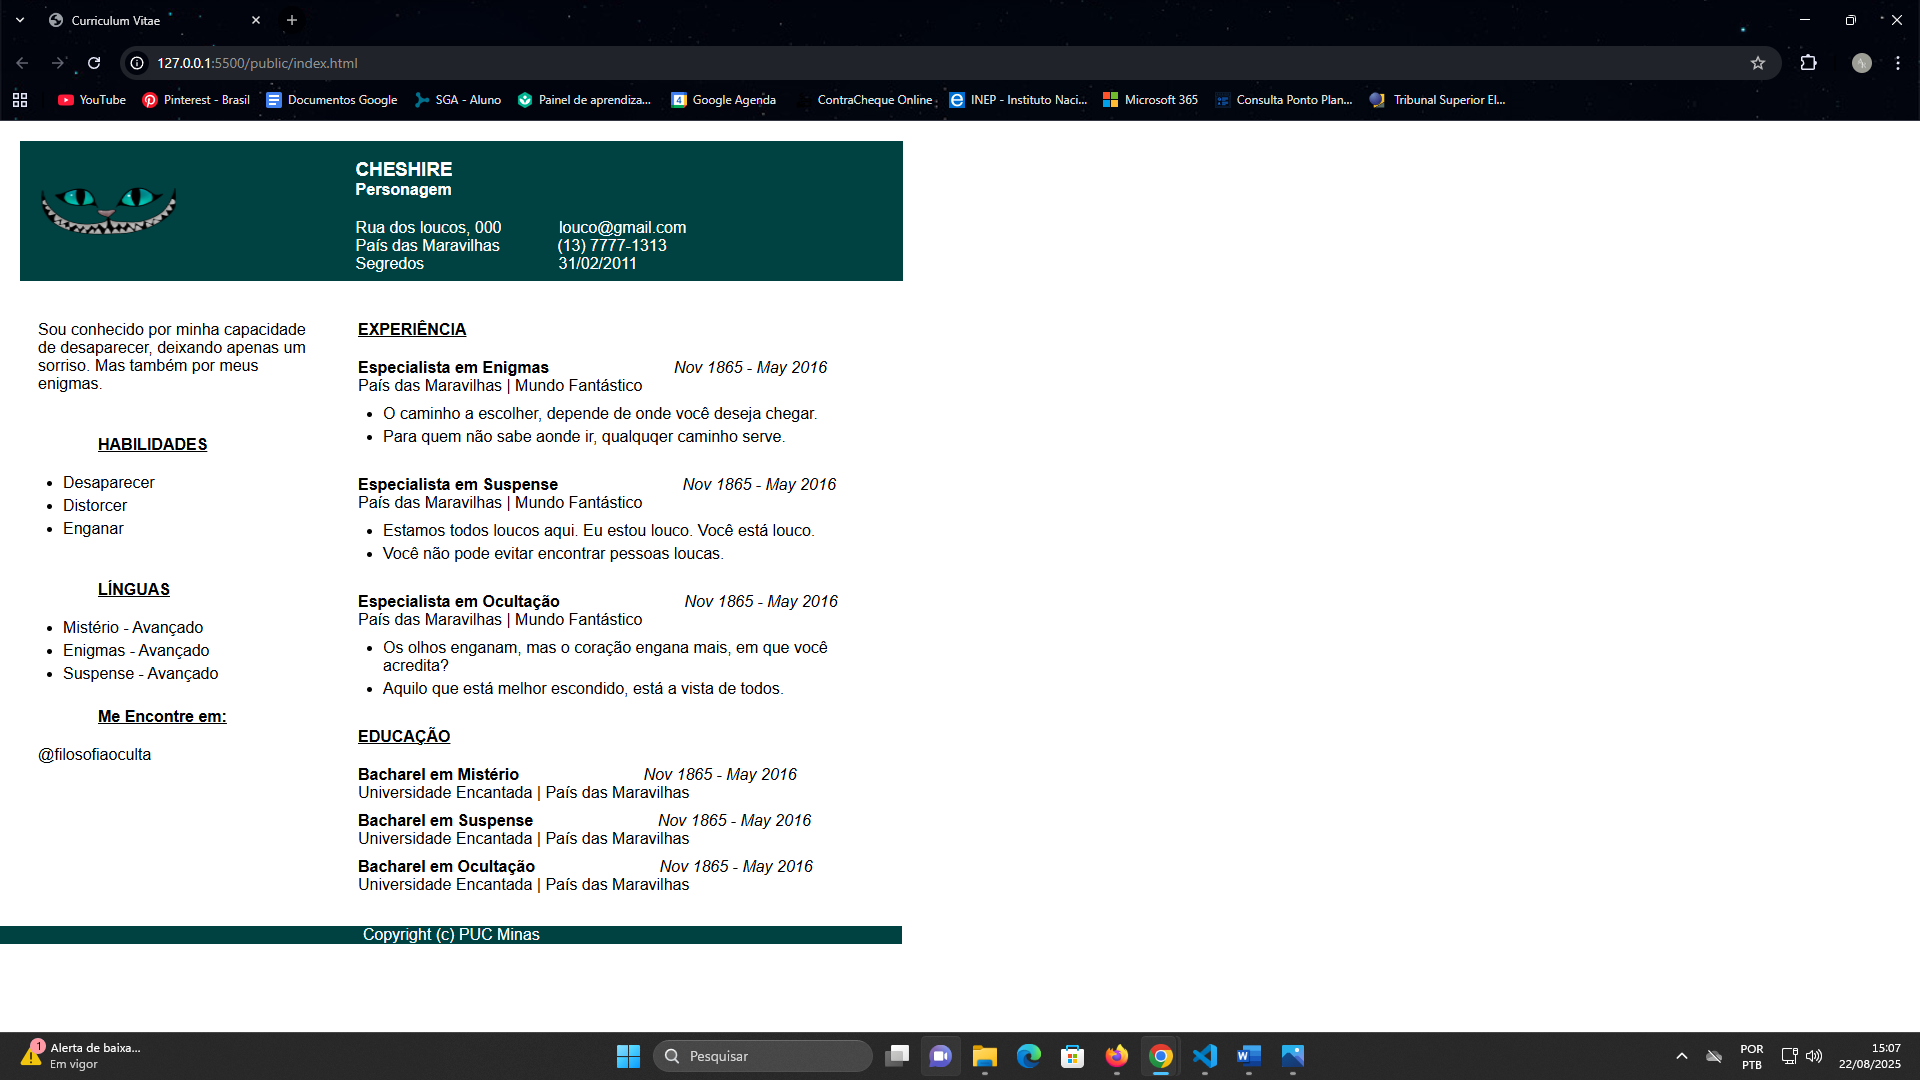 Curriculum Vitae
127.0.0.1:5500/public/index.html
YouTube
Pinterest - Brasil
Documentos Google
SGA - Aluno
Painel de aprendiza...
4
Google Agenda
ContraCheque Online
INEP - Instituto Naci...
Microsoft 365
Consulta Ponto Plan...
Tribunal Superior El...
CHESHIRE
Personagem
Rua dos loucos, 000 louco@gmail.com
País das Maravilhas (13) 7777-1313
Segredos 31/02/2011
Sou conhecido por minha capacidade
de desaparecer, deixando apenas um
sorriso. Mas também por meus
enigmas.
HABILIDADES
Desaparecer
Distorcer
Enganar
LÍNGUAS
Mistério - Avançado
Enigmas - Avançado
Suspense - Avançado
Me Encontre em:
@filosofiaoculta
EXPERIÊNCIA
Especialista em Enigmas Nov 1865 - May 2016
País das Maravilhas | Mundo Fantástico
O caminho a escolher, depende de onde você deseja chegar.
Para quem não sabe aonde ir, qualquqer caminho serve.
Especialista em Suspense Nov 1865 - May 2016
País das Maravilhas | Mundo Fantástico
Estamos todos loucos aqui. Eu estou louco. Você está louco.
Você não pode evitar encontrar pessoas loucas.
Especialista em Ocultação Nov 1865 - May 2016
País das Maravilhas | Mundo Fantástico
Os olhos enganam, mas o coração engana mais, em que você
acredita?
Aquilo que está melhor escondido, está a vista de todos.
EDUCAÇÃO
Bacharel em Mistério Nov 1865 - May 2016
Universidade Encantada | País das Maravilhas
Bacharel em Suspense Nov 1865 - May 2016
Universidade Encantada | País das Maravilhas
Bacharel em Ocultação Nov 1865 - May 2016
Universidade Encantada | País das Maravilhas
Copyright (c) PUC Minas
1
Alerta de baixa...
Em vigor
Pesquisar
POR
PTB
15:07
22/08/2025